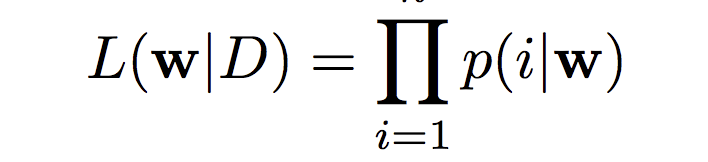 L(w|D) = ∏ p(i|w)
i=1